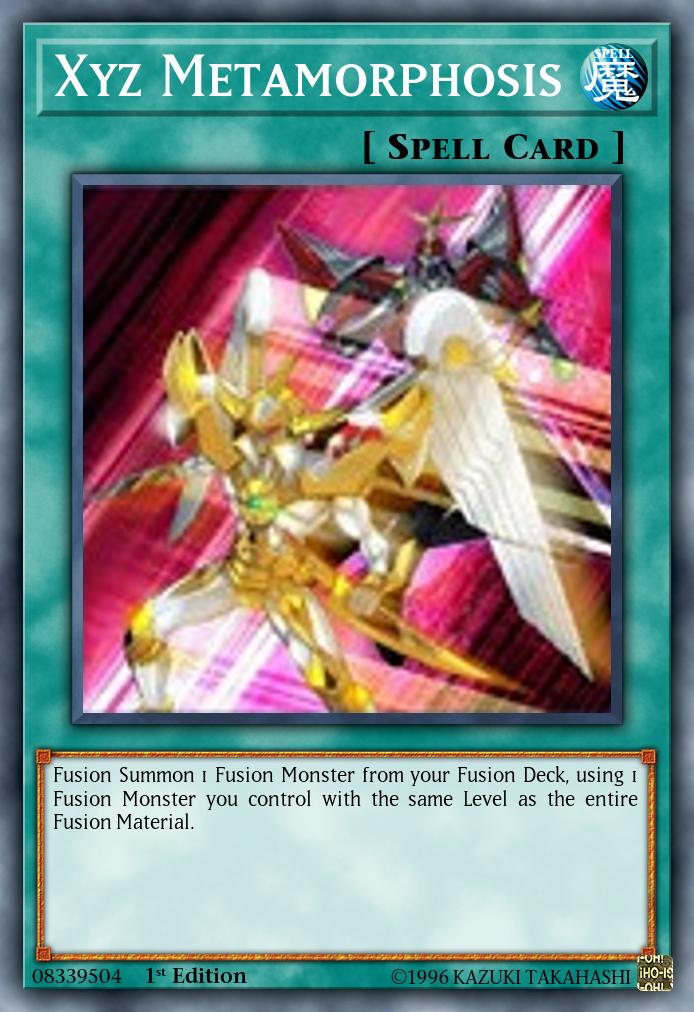 Xyz Metamorphosis
SPELL
魔
[ Spell Card ]
Fusion Summon 1 Fusion Monster from your Fusion Deck, using 1
Fusion Monster you control with the same Level as the entire
Fusion Material.
08339504 1st Edition ©1996 KAZUKI TAKAHASHI